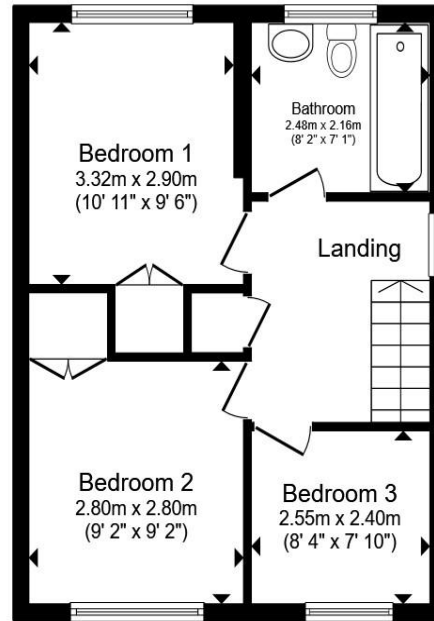 Bedroom 1
3.32m x 2.90m
(10' 11" x 9' 6")
Bathroom
2.48m x 2.16m
(8' 2" x 7' 1")
Landing
Bedroom 2
2.80m x 2.80m
(9' 2" x 9' 2")
Bedroom 3
2.55m x 2.40m
(8' 4" x 7' 10")